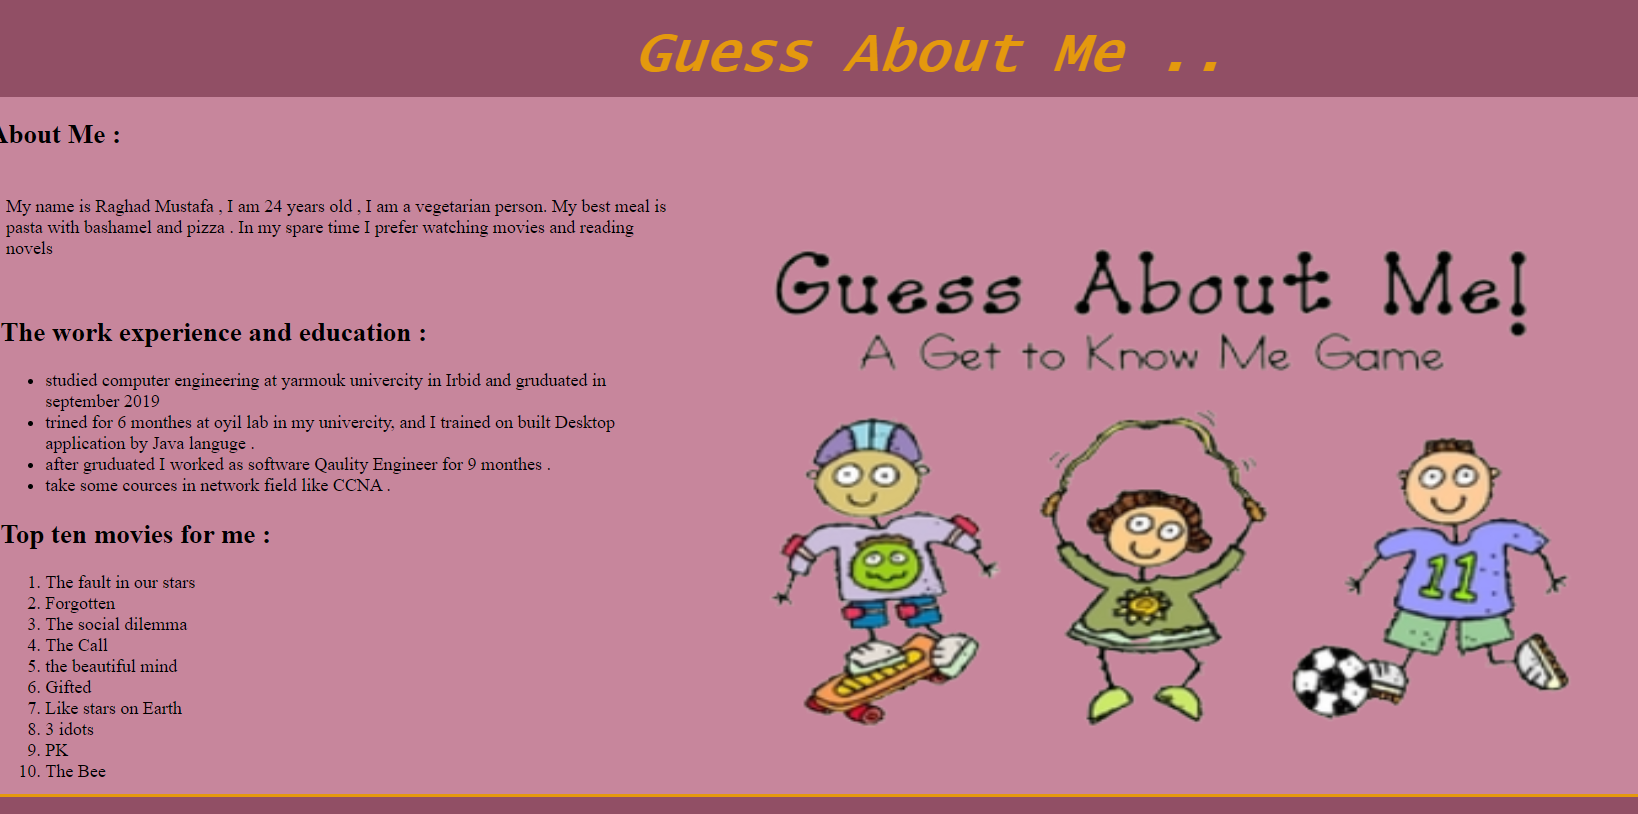 Guess About Me ..
About Me :
My name is Raghad Mustafa , I am 24 years old , I am a vegetarian person. My best meal is
pasta with bashamel and pizza . In my spare time I prefer watching movies and reading
novels
The work experience and education :
• studied computer engineering at yarmouk univercity in Irbid and gruduated in
september 2019
• trined for 6 monthes at oyil lab in my univercity, and I trained on built Desktop
application by Java languge .
• after gruduated I worked as software Qaulity Engineer for 9 monthes .
• take some cources in network field like CCNA .
Top ten movies for me :
1. The fault in our stars
2. Forgotten
3. The social dilemma
4. The Call
5. the beautiful mind
6. Gifted
7. Like stars on Earth
8. 3 idots
9. PK
10. The Bee
Guess About Me!
A Get to Know Me Game
11